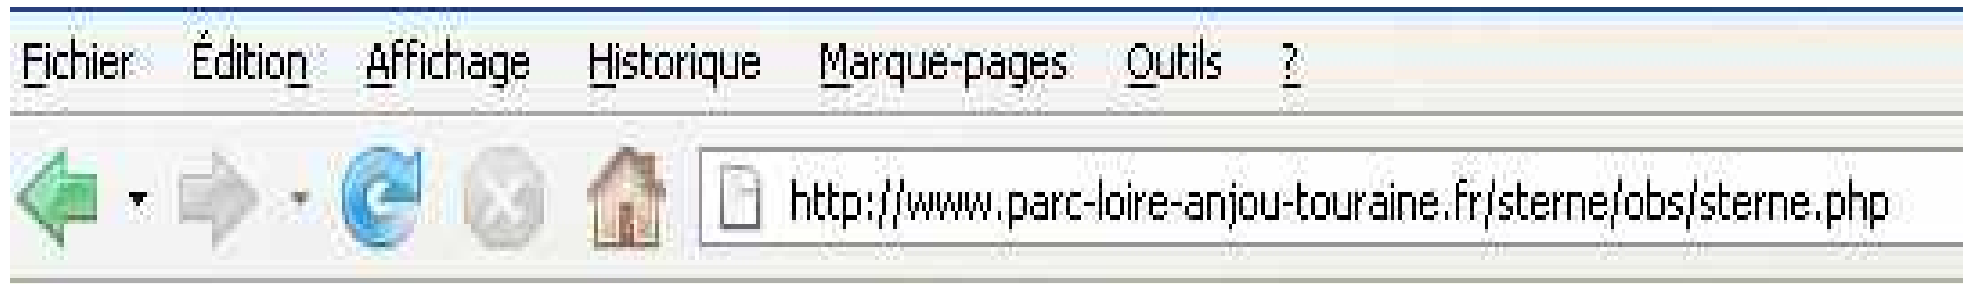 Fichier Édition Affichage Historique Marque-pages Outils ?
http://www.parc-loire-anjou-touraine.fr/sterne/obs/sterne.php